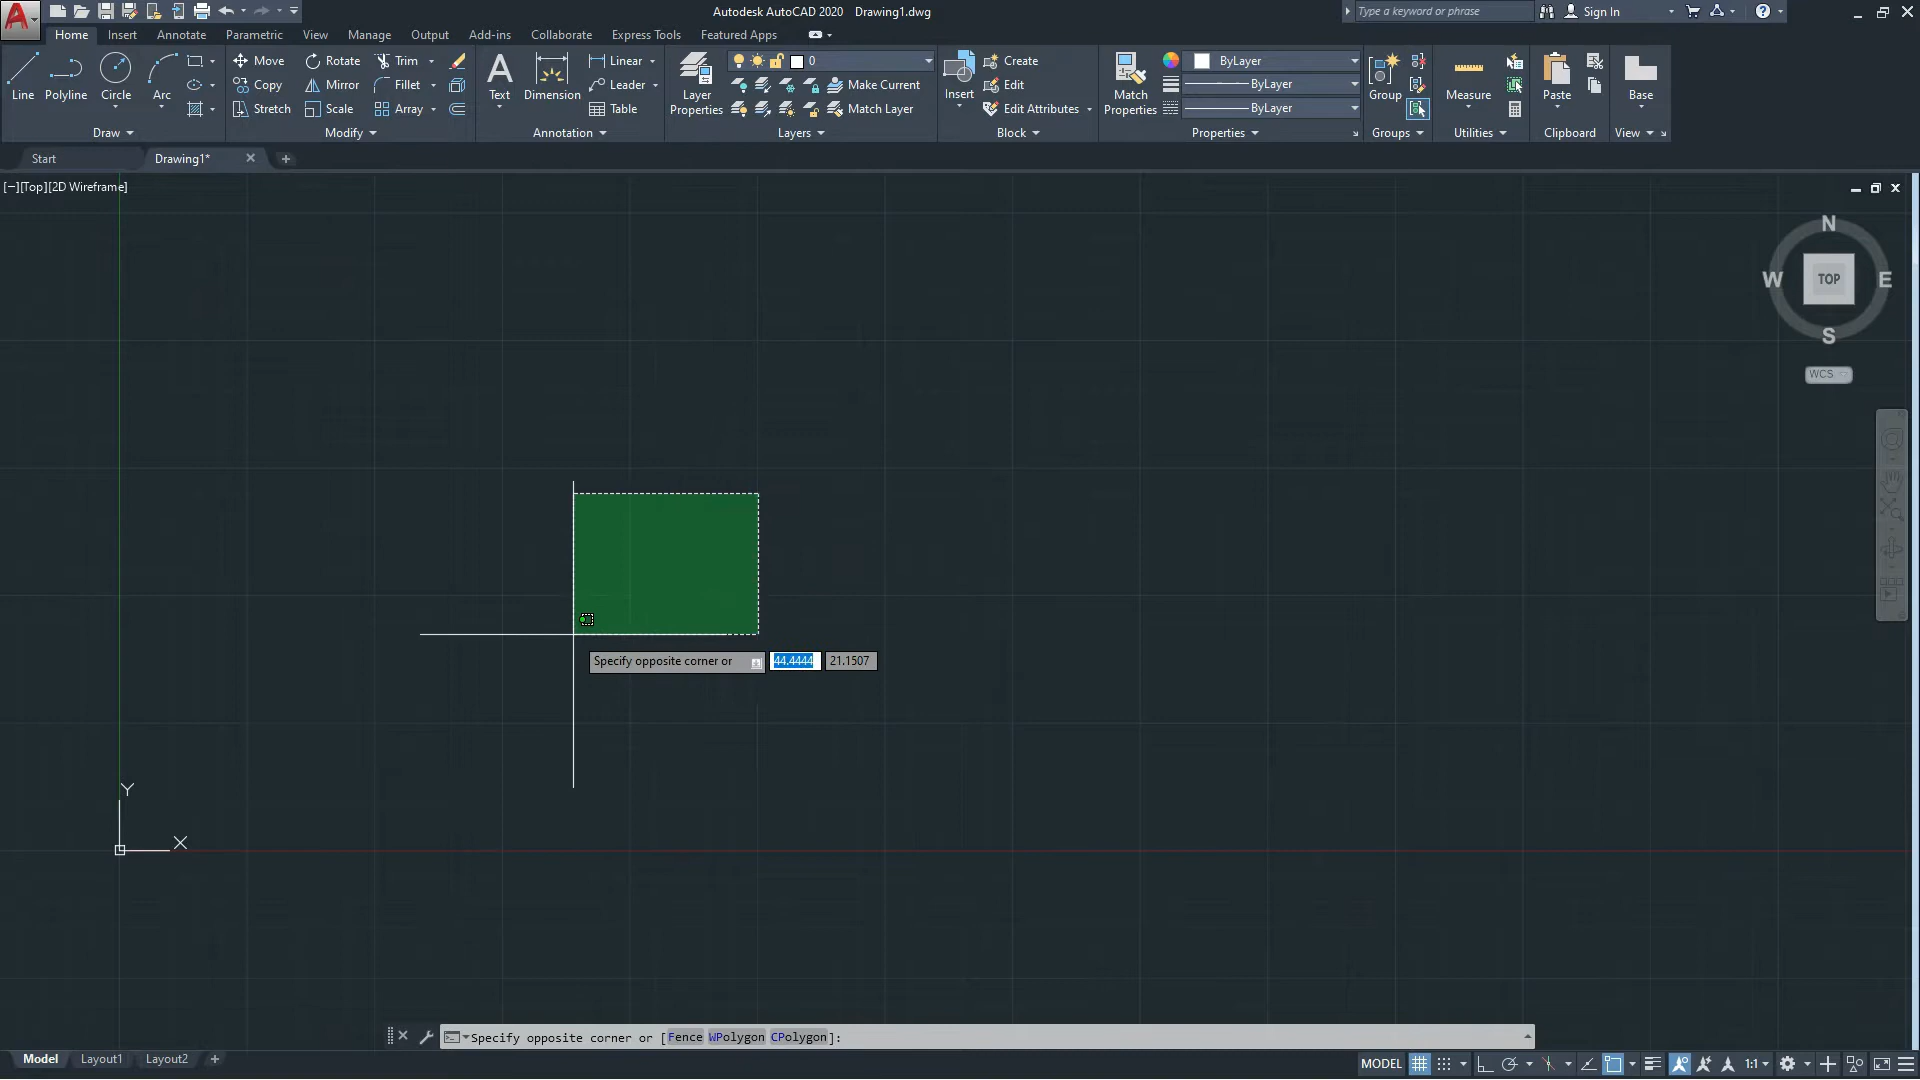 A Autodesk AutoCAD 2020 Drawing1.dwg Type a keyword or phrase Sign In ?
Home Insert Annotate Parametric View Manage Output Add-ins Collaborate Express Tools Featured Apps
Line Polyline Circle Arc
Draw
Move Rotate Trim
Copy Mirror Fillet
Stretch Scale Array
Modify
A Text Dimension
Linear
Leader
Table
Annotation
Layer Properties
0
Make Current
Match Layer
Layers
Insert
Create
Edit
Edit Attributes
Block
Match Properties
ByLayer
ByLayer
ByLayer
Properties
Group
Groups
Measure
Utilities
Paste
Clipboard
Base
View
Start Drawing1*
[−][Top][2D Wireframe]
N
W TOP E
S
WCS
Specify opposite corner or 44.4444 21.1507
Y
X
Specify opposite corner or [Fence WPolygon CPolygon]:
Model Layout1 Layout2 + MODEL 1:1